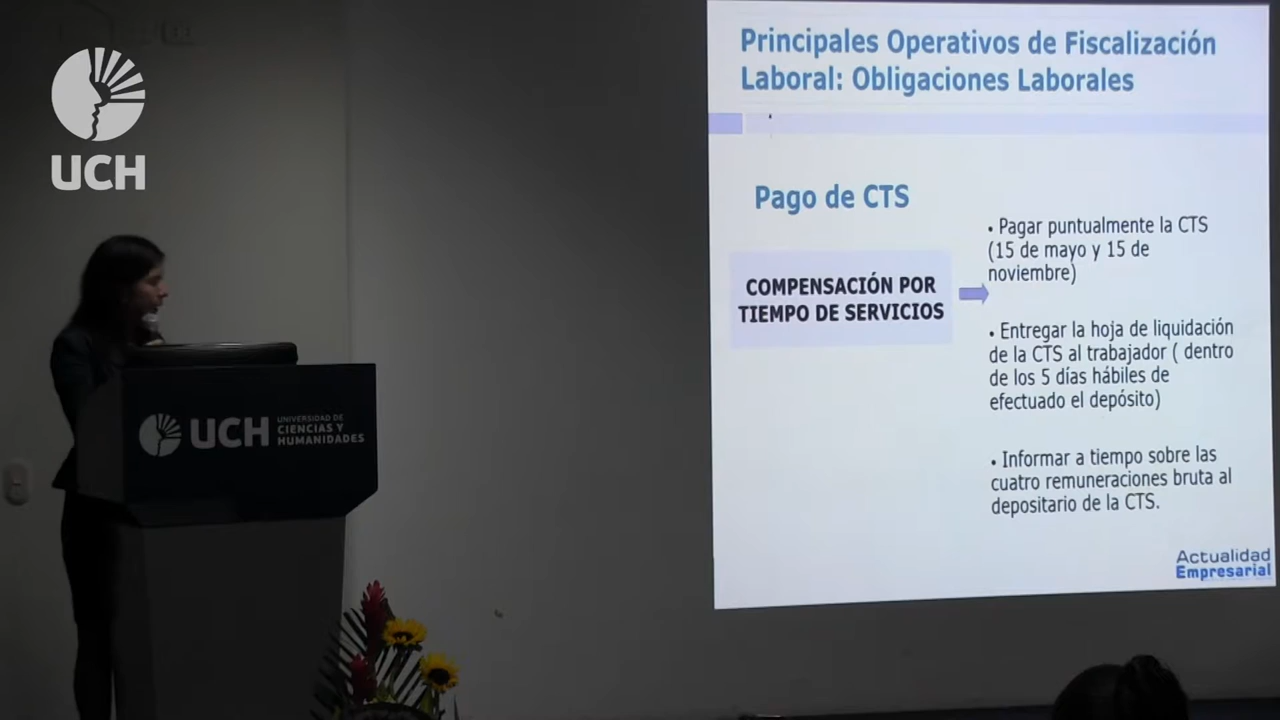 UCH
Principales Operativos de Fiscalización
Laboral: Obligaciones Laborales
Pago de CTS
COMPENSACIÓN POR
TIEMPO DE SERVICIOS
• Pagar puntualmente la CTS
(15 de mayo y 15 de
noviembre)
• Entregar la hoja de liquidación
de la CTS al trabajador ( dentro
de los 5 días hábiles de
efectuado el depósito)
• Informar a tiempo sobre las
cuatro remuneraciones bruta al
depositario de la CTS.
Actualidad
Empresarial
UCH
UNIVERSIDAD DE
CIENCIAS Y
HUMANIDADES